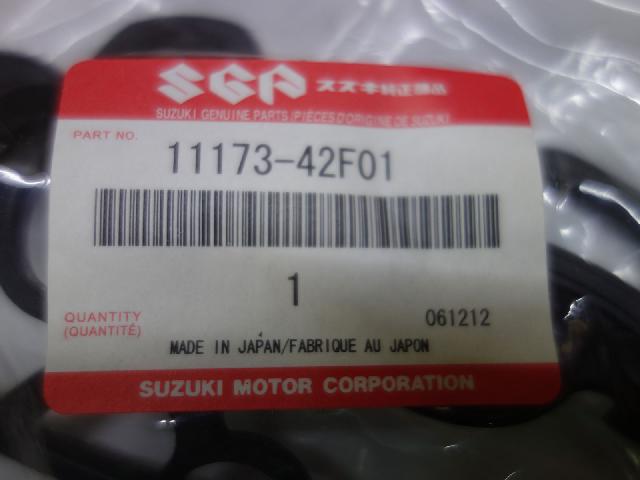 SGP スズキ純正部品
SUZUKI GENUINE PARTS/PIÈCES D'ORIGINE DE SUZUKI
PART NO.
11173-42F01
1
QUANTITY
(QUANTITÉ)
061212
MADE IN JAPAN/FABRIQUE AU JAPON
SUZUKI MOTOR CORPORATION